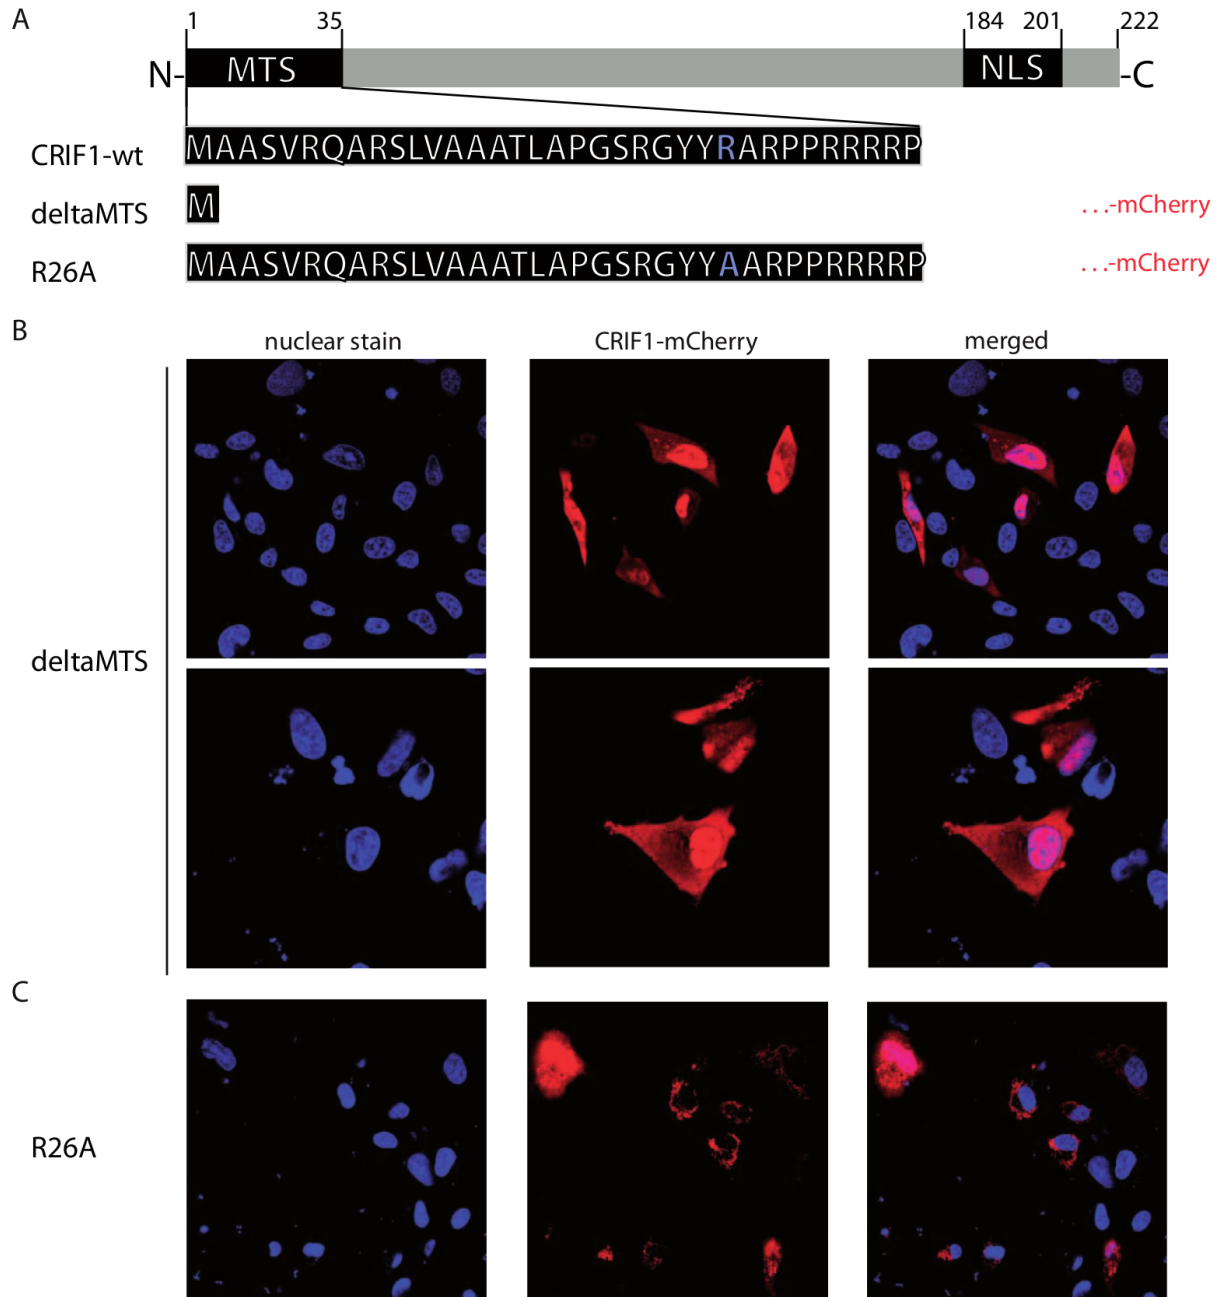 A
1 35 184 201 222
N- MTS NLS -C
CRIF1-wt MAASVRQARSLVAAATLAPGSRGYYRARPPRRRRP
deltaMTS M ...-mCherry
R26A MAASVRQARSLVAAATLAPGSRGYYAARPPRRRRP ...-mCherry
B
nuclear stain CRIF1-mCherry merged
deltaMTS
C
R26A